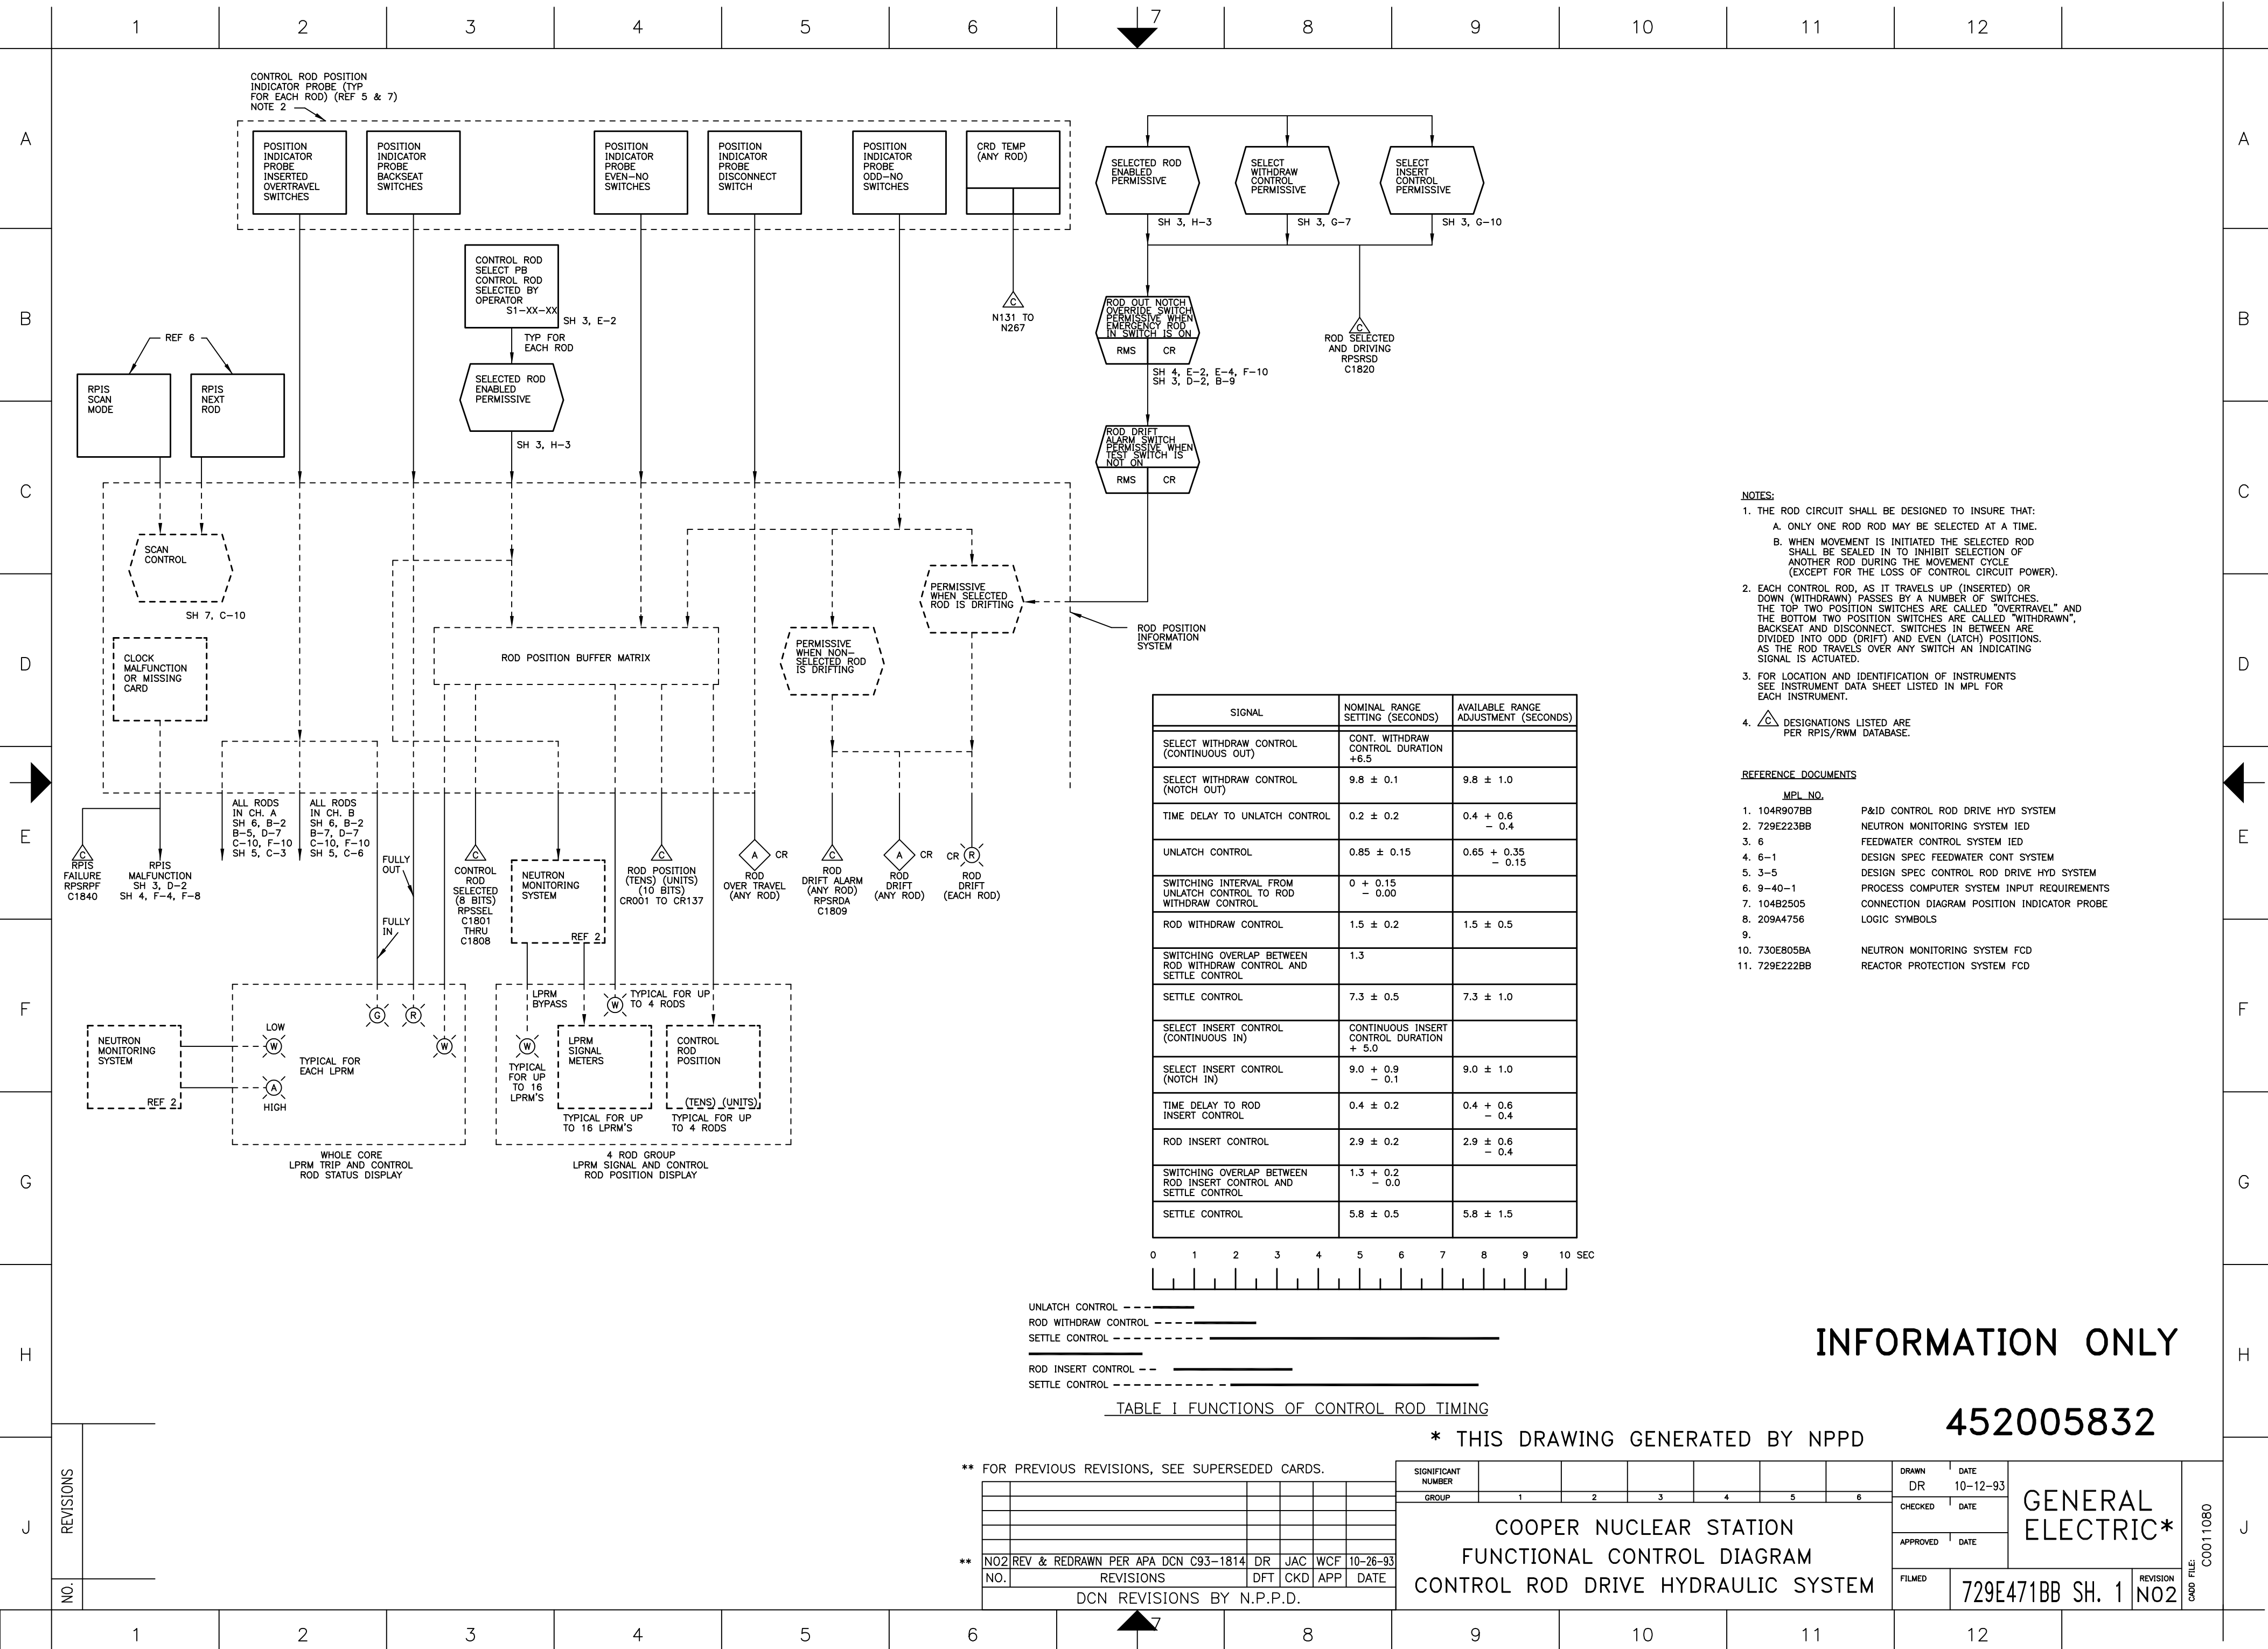 1 2 3 4 5 6 7 8 9 10 11 12
A
B
C
D
E
F
G
H
J
CONTROL ROD POSITION
INDICATOR PROBE (TYP
FOR EACH ROD) (REF 5 & 7)
NOTE 2
POSITION
INDICATOR
PROBE
INSERTED
OVERTRAVEL
SWITCHES
POSITION
INDICATOR
PROBE
BACKSEAT
SWITCHES
POSITION
INDICATOR
PROBE
EVEN-NO
SWITCHES
POSITION
INDICATOR
PROBE
DISCONNECT
SWITCH
POSITION
INDICATOR
PROBE
ODD-NO
SWITCHES
CRD TEMP
(ANY ROD)
SELECTED ROD
ENABLED
PERMISSIVE
SH 3, H-3
SELECT
WITHDRAW
CONTROL
PERMISSIVE
SH 3, G-7
SELECT
INSERT
CONTROL
PERMISSIVE
SH 3, G-10
CONTROL ROD
SELECT PB
CONTROL ROD
SELECTED BY
OPERATOR
S1-XX-XX
SH 3, E-2
TYP FOR
EACH ROD
C
N131 TO
N267
ROD OUT NOTCH
OVERRIDE SWITCH
PERMISSIVE WHEN
EMERGENCY ROD
IN SWITCH IS ON
RMS CR
SH 4, E-2, E-4, F-10
SH 3, D-2, B-9
C
ROD SELECTED
AND DRIVING
RPSRSD
C1820
REF 6
RPIS
SCAN
MODE
RPIS
NEXT
ROD
SELECTED ROD
ENABLED
PERMISSIVE
SH 3, H-3
ROD DRIFT
ALARM SWITCH
PERMISSIVE WHEN
TEST SWITCH IS
NOT ON
RMS CR
SCAN
CONTROL
SH 7, C-10
CLOCK
MALFUNCTION
OR MISSING
CARD
ROD POSITION BUFFER MATRIX
PERMISSIVE
WHEN NON-
SELECTED ROD
IS DRIFTING
PERMISSIVE
WHEN SELECTED
ROD IS DRIFTING
ROD POSITION
INFORMATION
SYSTEM
C
RPIS
FAILURE
RPSRPF
C1840
RPIS
MALFUNCTION
SH 3, D-2
SH 4, F-4, F-8
ALL RODS
IN CH. A
SH 6, B-2
B-5, D-7
C-10, F-10
SH 5, C-3
ALL RODS
IN CH. B
SH 6, B-2
B-7, D-7
C-10, F-10
SH 5, C-6
FULLY
OUT
FULLY
IN
C
CONTROL
ROD
SELECTED
(8 BITS)
RPSSEL
C1801
THRU
C1808
NEUTRON
MONITORING
SYSTEM
REF 2
C
ROD POSITION
(TENS) (UNITS)
(10 BITS)
CR001 TO CR137
A CR
ROD
OVER TRAVEL
(ANY ROD)
C
ROD
DRIFT ALARM
(ANY ROD)
RPSRDA
C1809
A CR
ROD
DRIFT
(ANY ROD)
CR R
ROD
DRIFT
(EACH ROD)
NEUTRON
MONITORING
SYSTEM
REF 2
LOW
W
A
HIGH
TYPICAL FOR
EACH LPRM
G R
W
WHOLE CORE
LPRM TRIP AND CONTROL
ROD STATUS DISPLAY
LPRM
BYPASS
W
TYPICAL
FOR UP
TO 16
LPRM'S
W
TYPICAL FOR UP
TO 4 RODS
LPRM
SIGNAL
METERS
TYPICAL FOR UP
TO 16 LPRM'S
CONTROL
ROD
POSITION
(TENS) (UNITS)
TYPICAL FOR UP
TO 4 RODS
4 ROD GROUP
LPRM SIGNAL AND CONTROL
ROD POSITION DISPLAY
NOTES:
1. THE ROD CIRCUIT SHALL BE DESIGNED TO INSURE THAT:
A. ONLY ONE ROD ROD MAY BE SELECTED AT A TIME.
B. WHEN MOVEMENT IS INITIATED THE SELECTED ROD
SHALL BE SEALED IN TO INHIBIT SELECTION OF
ANOTHER ROD DURING THE MOVEMENT CYCLE
(EXCEPT FOR THE LOSS OF CONTROL CIRCUIT POWER).
2. EACH CONTROL ROD, AS IT TRAVELS UP (INSERTED) OR
DOWN (WITHDRAWN) PASSES BY A NUMBER OF SWITCHES.
THE TOP TWO POSITION SWITCHES ARE CALLED "OVERTRAVEL" AND
THE BOTTOM TWO POSITION SWITCHES ARE CALLED "WITHDRAWN",
BACKSEAT AND DISCONNECT. SWITCHES IN BETWEEN ARE
DIVIDED INTO ODD (DRIFT) AND EVEN (LATCH) POSITIONS.
AS THE ROD TRAVELS OVER ANY SWITCH AN INDICATING
SIGNAL IS ACTUATED.
3. FOR LOCATION AND IDENTIFICATION OF INSTRUMENTS
SEE INSTRUMENT DATA SHEET LISTED IN MPL FOR
EACH INSTRUMENT.
4. C DESIGNATIONS LISTED ARE
PER RPIS/RWM DATABASE.
REFERENCE DOCUMENTS
MPL NO.
1. 104R907BB P&ID CONTROL ROD DRIVE HYD SYSTEM
2. 729E223BB NEUTRON MONITORING SYSTEM IED
3. 6 FEEDWATER CONTROL SYSTEM IED
4. 6-1 DESIGN SPEC FEEDWATER CONT SYSTEM
5. 3-5 DESIGN SPEC CONTROL ROD DRIVE HYD SYSTEM
6. 9-40-1 PROCESS COMPUTER SYSTEM INPUT REQUIREMENTS
7. 104B2505 CONNECTION DIAGRAM POSITION INDICATOR PROBE
8. 209A4756 LOGIC SYMBOLS
9.
10. 730E805BA NEUTRON MONITORING SYSTEM FCD
11. 729E222BB REACTOR PROTECTION SYSTEM FCD
SIGNAL
NOMINAL RANGE
SETTING (SECONDS)
AVAILABLE RANGE
ADJUSTMENT (SECONDS)
SELECT WITHDRAW CONTROL
(CONTINUOUS OUT)
CONT. WITHDRAW
CONTROL DURATION
+6.5
SELECT WITHDRAW CONTROL
(NOTCH OUT)
9.8 ± 0.1 9.8 ± 1.0
TIME DELAY TO UNLATCH CONTROL 0.2 ± 0.2 0.4 + 0.6
- 0.4
UNLATCH CONTROL 0.85 ± 0.15 0.65 + 0.35
- 0.15
SWITCHING INTERVAL FROM
UNLATCH CONTROL TO ROD
WITHDRAW CONTROL
0 + 0.15
- 0.00
ROD WITHDRAW CONTROL 1.5 ± 0.2 1.5 ± 0.5
SWITCHING OVERLAP BETWEEN
ROD WITHDRAW CONTROL AND
SETTLE CONTROL
1.3
SETTLE CONTROL 7.3 ± 0.5 7.3 ± 1.0
SELECT INSERT CONTROL
(CONTINUOUS IN)
CONTINUOUS INSERT
CONTROL DURATION
+ 5.0
SELECT INSERT CONTROL
(NOTCH IN)
9.0 + 0.9
- 0.1
9.0 ± 1.0
TIME DELAY TO ROD
INSERT CONTROL
0.4 ± 0.2 0.4 + 0.6
- 0.4
ROD INSERT CONTROL 2.9 ± 0.2 2.9 ± 0.6
- 0.4
SWITCHING OVERLAP BETWEEN
ROD INSERT CONTROL AND
SETTLE CONTROL
1.3 + 0.2
- 0.0
SETTLE CONTROL 5.8 ± 0.5 5.8 ± 1.5
0 1 2 3 4 5 6 7 8 9 10 SEC
UNLATCH CONTROL
ROD WITHDRAW CONTROL
SETTLE CONTROL
ROD INSERT CONTROL
SETTLE CONTROL
TABLE I FUNCTIONS OF CONTROL ROD TIMING
INFORMATION ONLY
452005832
* THIS DRAWING GENERATED BY NPPD
** FOR PREVIOUS REVISIONS, SEE SUPERSEDED CARDS.
** N02 REV & REDRAWN PER APA DCN C93-1814 DR JAC WCF 10-26-93
NO. REVISIONS DFT CKD APP DATE
DCN REVISIONS BY N.P.P.D.
SIGNIFICANT
NUMBER
GROUP 1 2 3 4 5 6
COOPER NUCLEAR STATION
FUNCTIONAL CONTROL DIAGRAM
CONTROL ROD DRIVE HYDRAULIC SYSTEM
DRAWN DATE
DR 10-12-93
CHECKED DATE
APPROVED DATE
FILMED
GENERAL
ELECTRIC*
729E471BB SH. 1
REVISION
N02
CADD FILE: C0011080
NO. REVISIONS
A
B
C
D
E
F
G
H
J
1 2 3 4 5 6 7 8 9 10 11 12